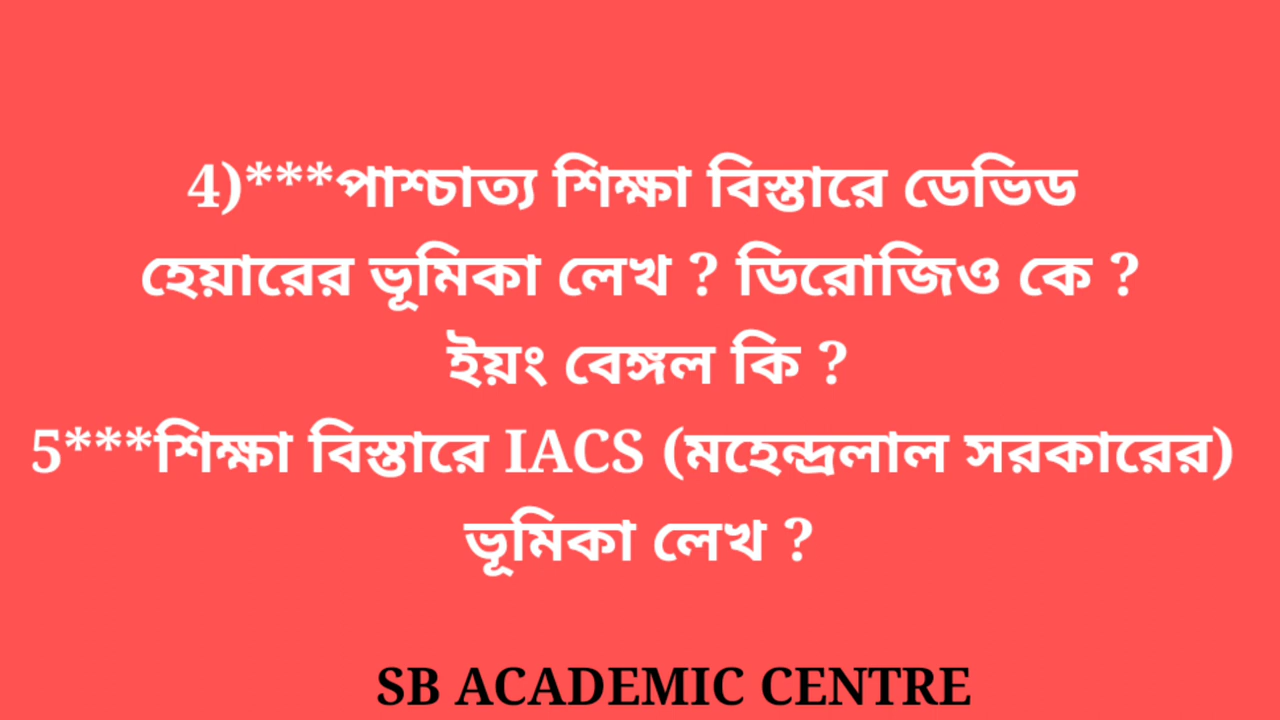 4)***পাশ্চাত্য শিক্ষা বিস্তারে ডেভিড
হেয়ারের ভূমিকা লেখ ? ডিরোজিও কে ?
ইয়ং বেঙ্গল কি ?
5***শিক্ষা বিস্তারে IACS (মহেন্দ্রলাল সরকারের)
ভূমিকা লেখ ?
SB ACADEMIC CENTRE